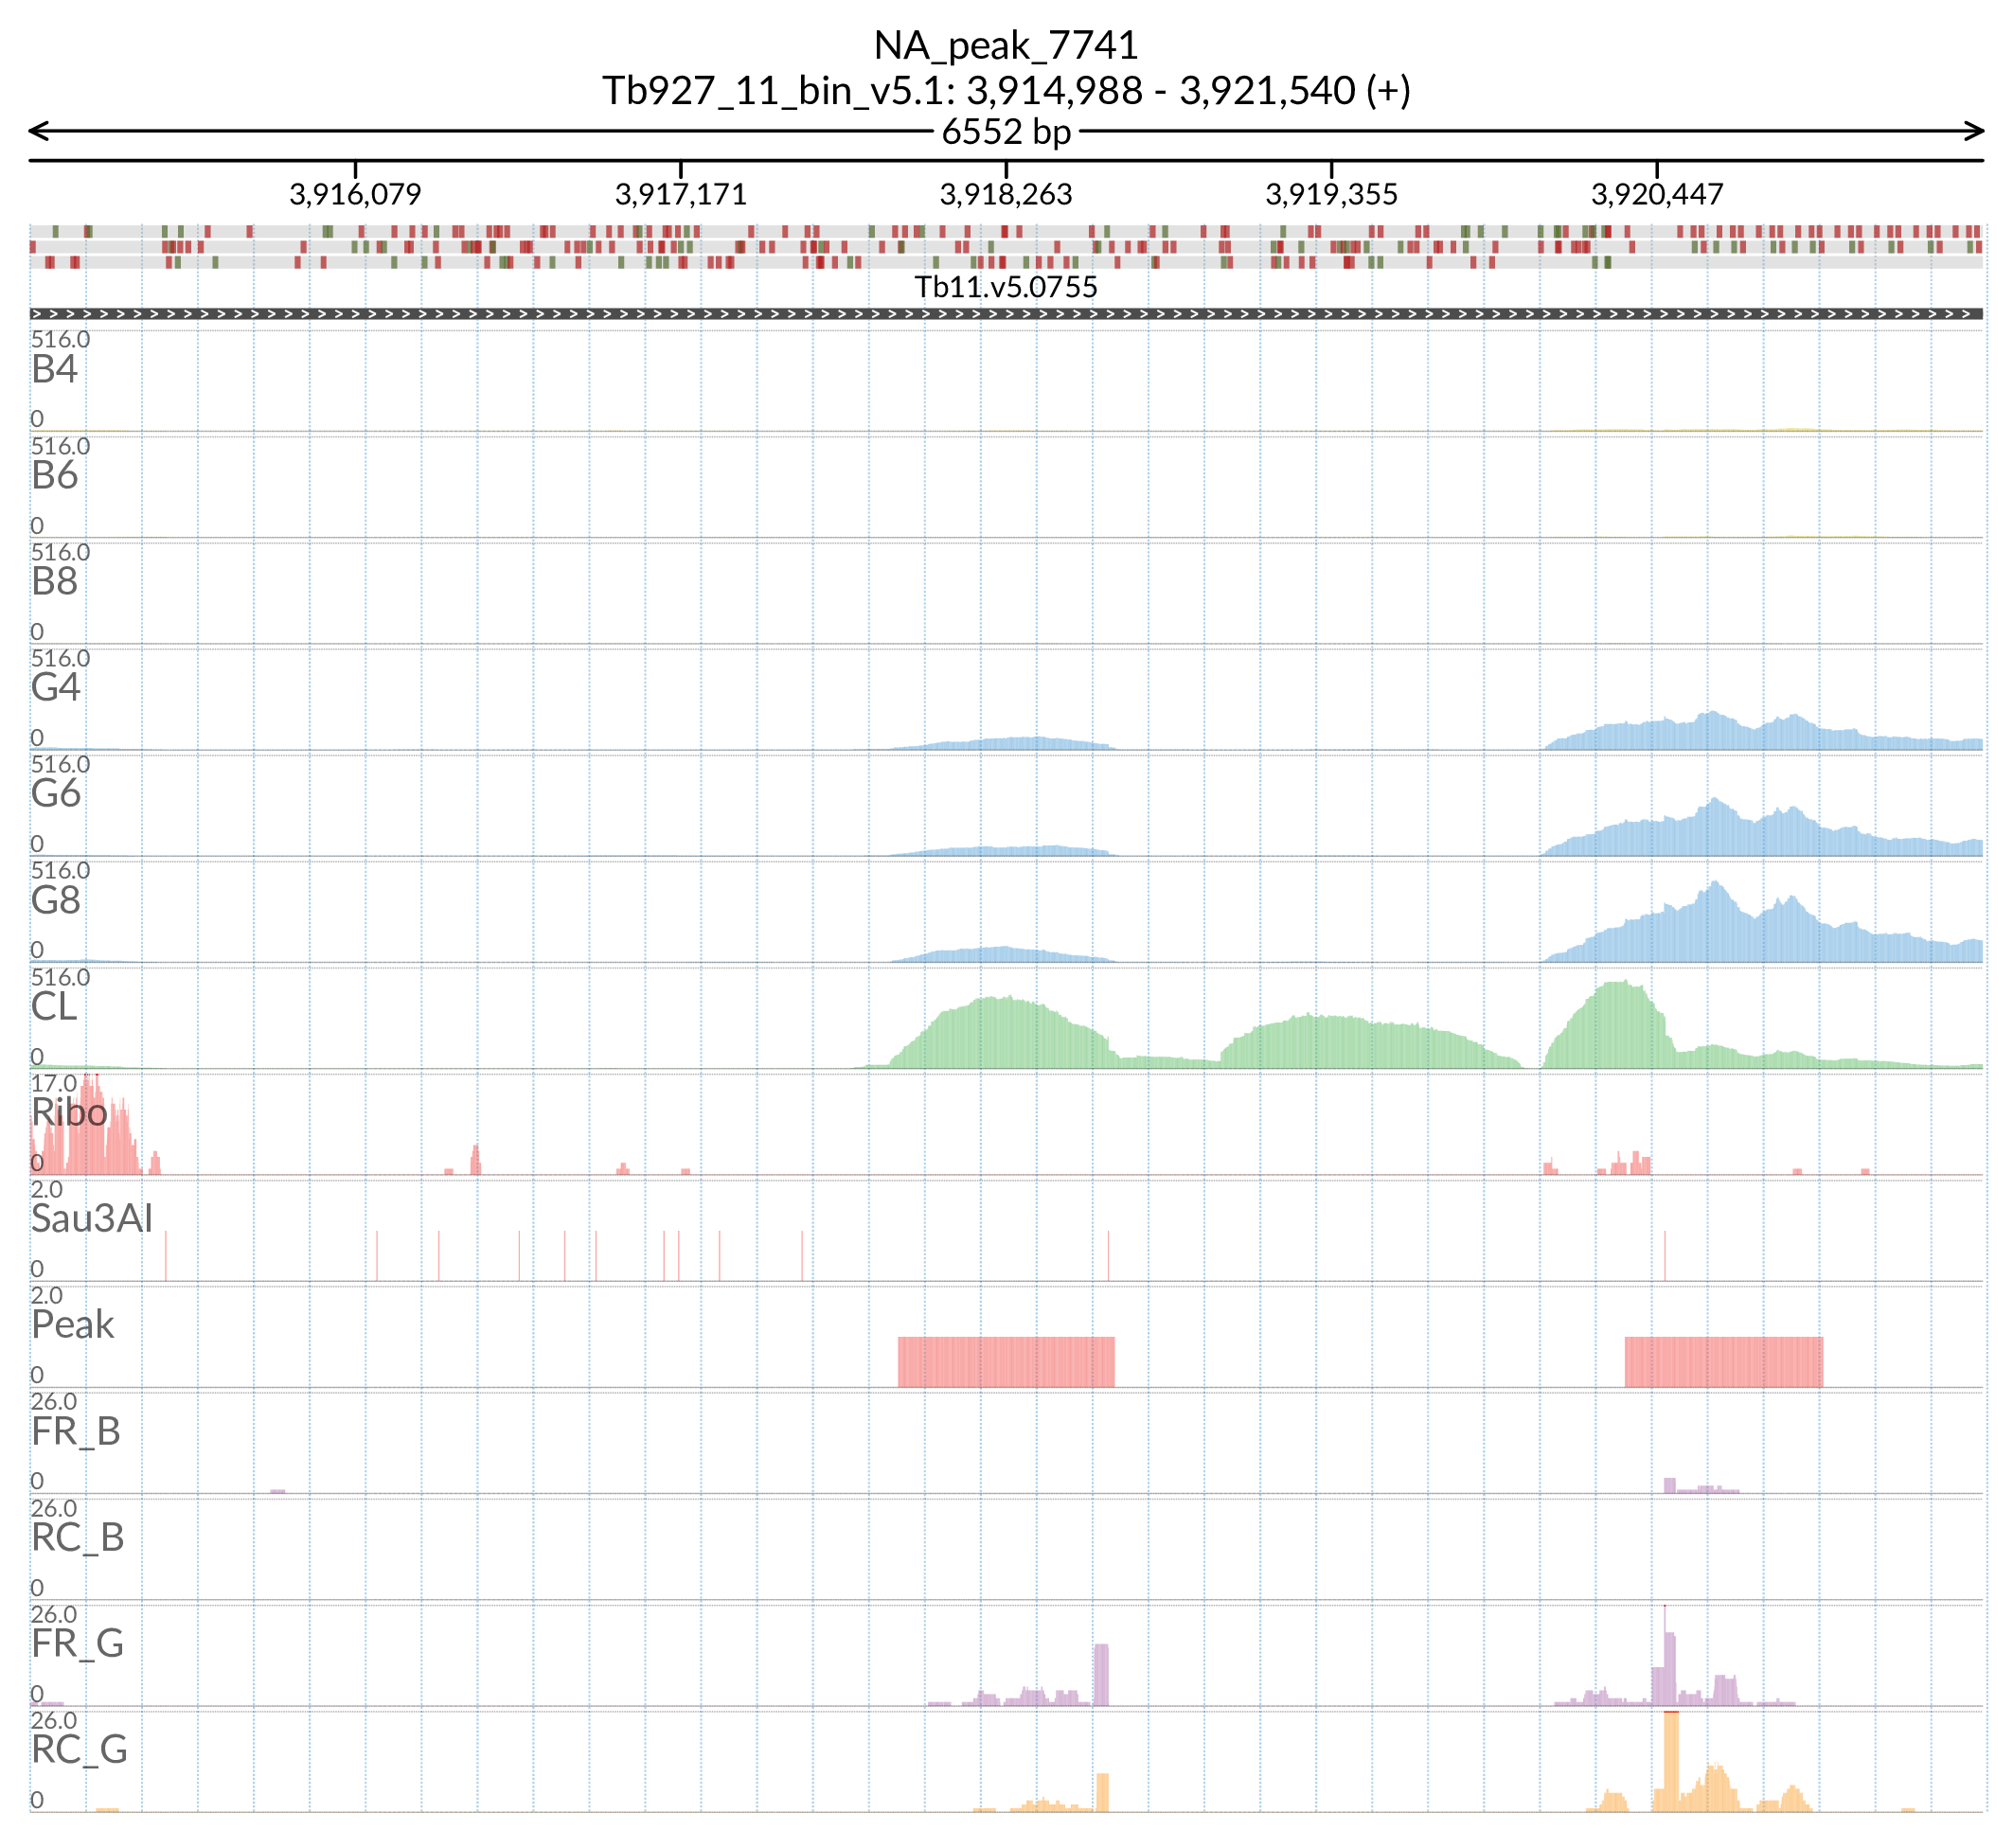 NA_peak_7741
Tb927_11_bin_v5.1: 3,914,988 - 3,921,540 (+)
6552 bp
3,916,079 3,917,171 3,918,263 3,919,355 3,920,447
Tb11.v5.0755
516.0
B4
0
516.0
B6
0
516.0
B8
0
516.0
G4
0
516.0
G6
0
516.0
G8
0
516.0
CL
0
17.0
Ribo
0
2.0
Sau3AI
0
2.0
Peak
0
26.0
FR_B
0
26.0
RC_B
0
26.0
FR_G
0
26.0
RC_G
0